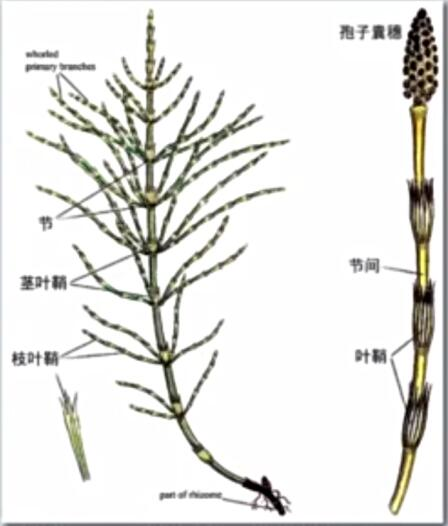 whorled
primary branches
节
茎叶鞘
枝叶鞘
part of rhizome
孢子囊穗
节间
叶鞘